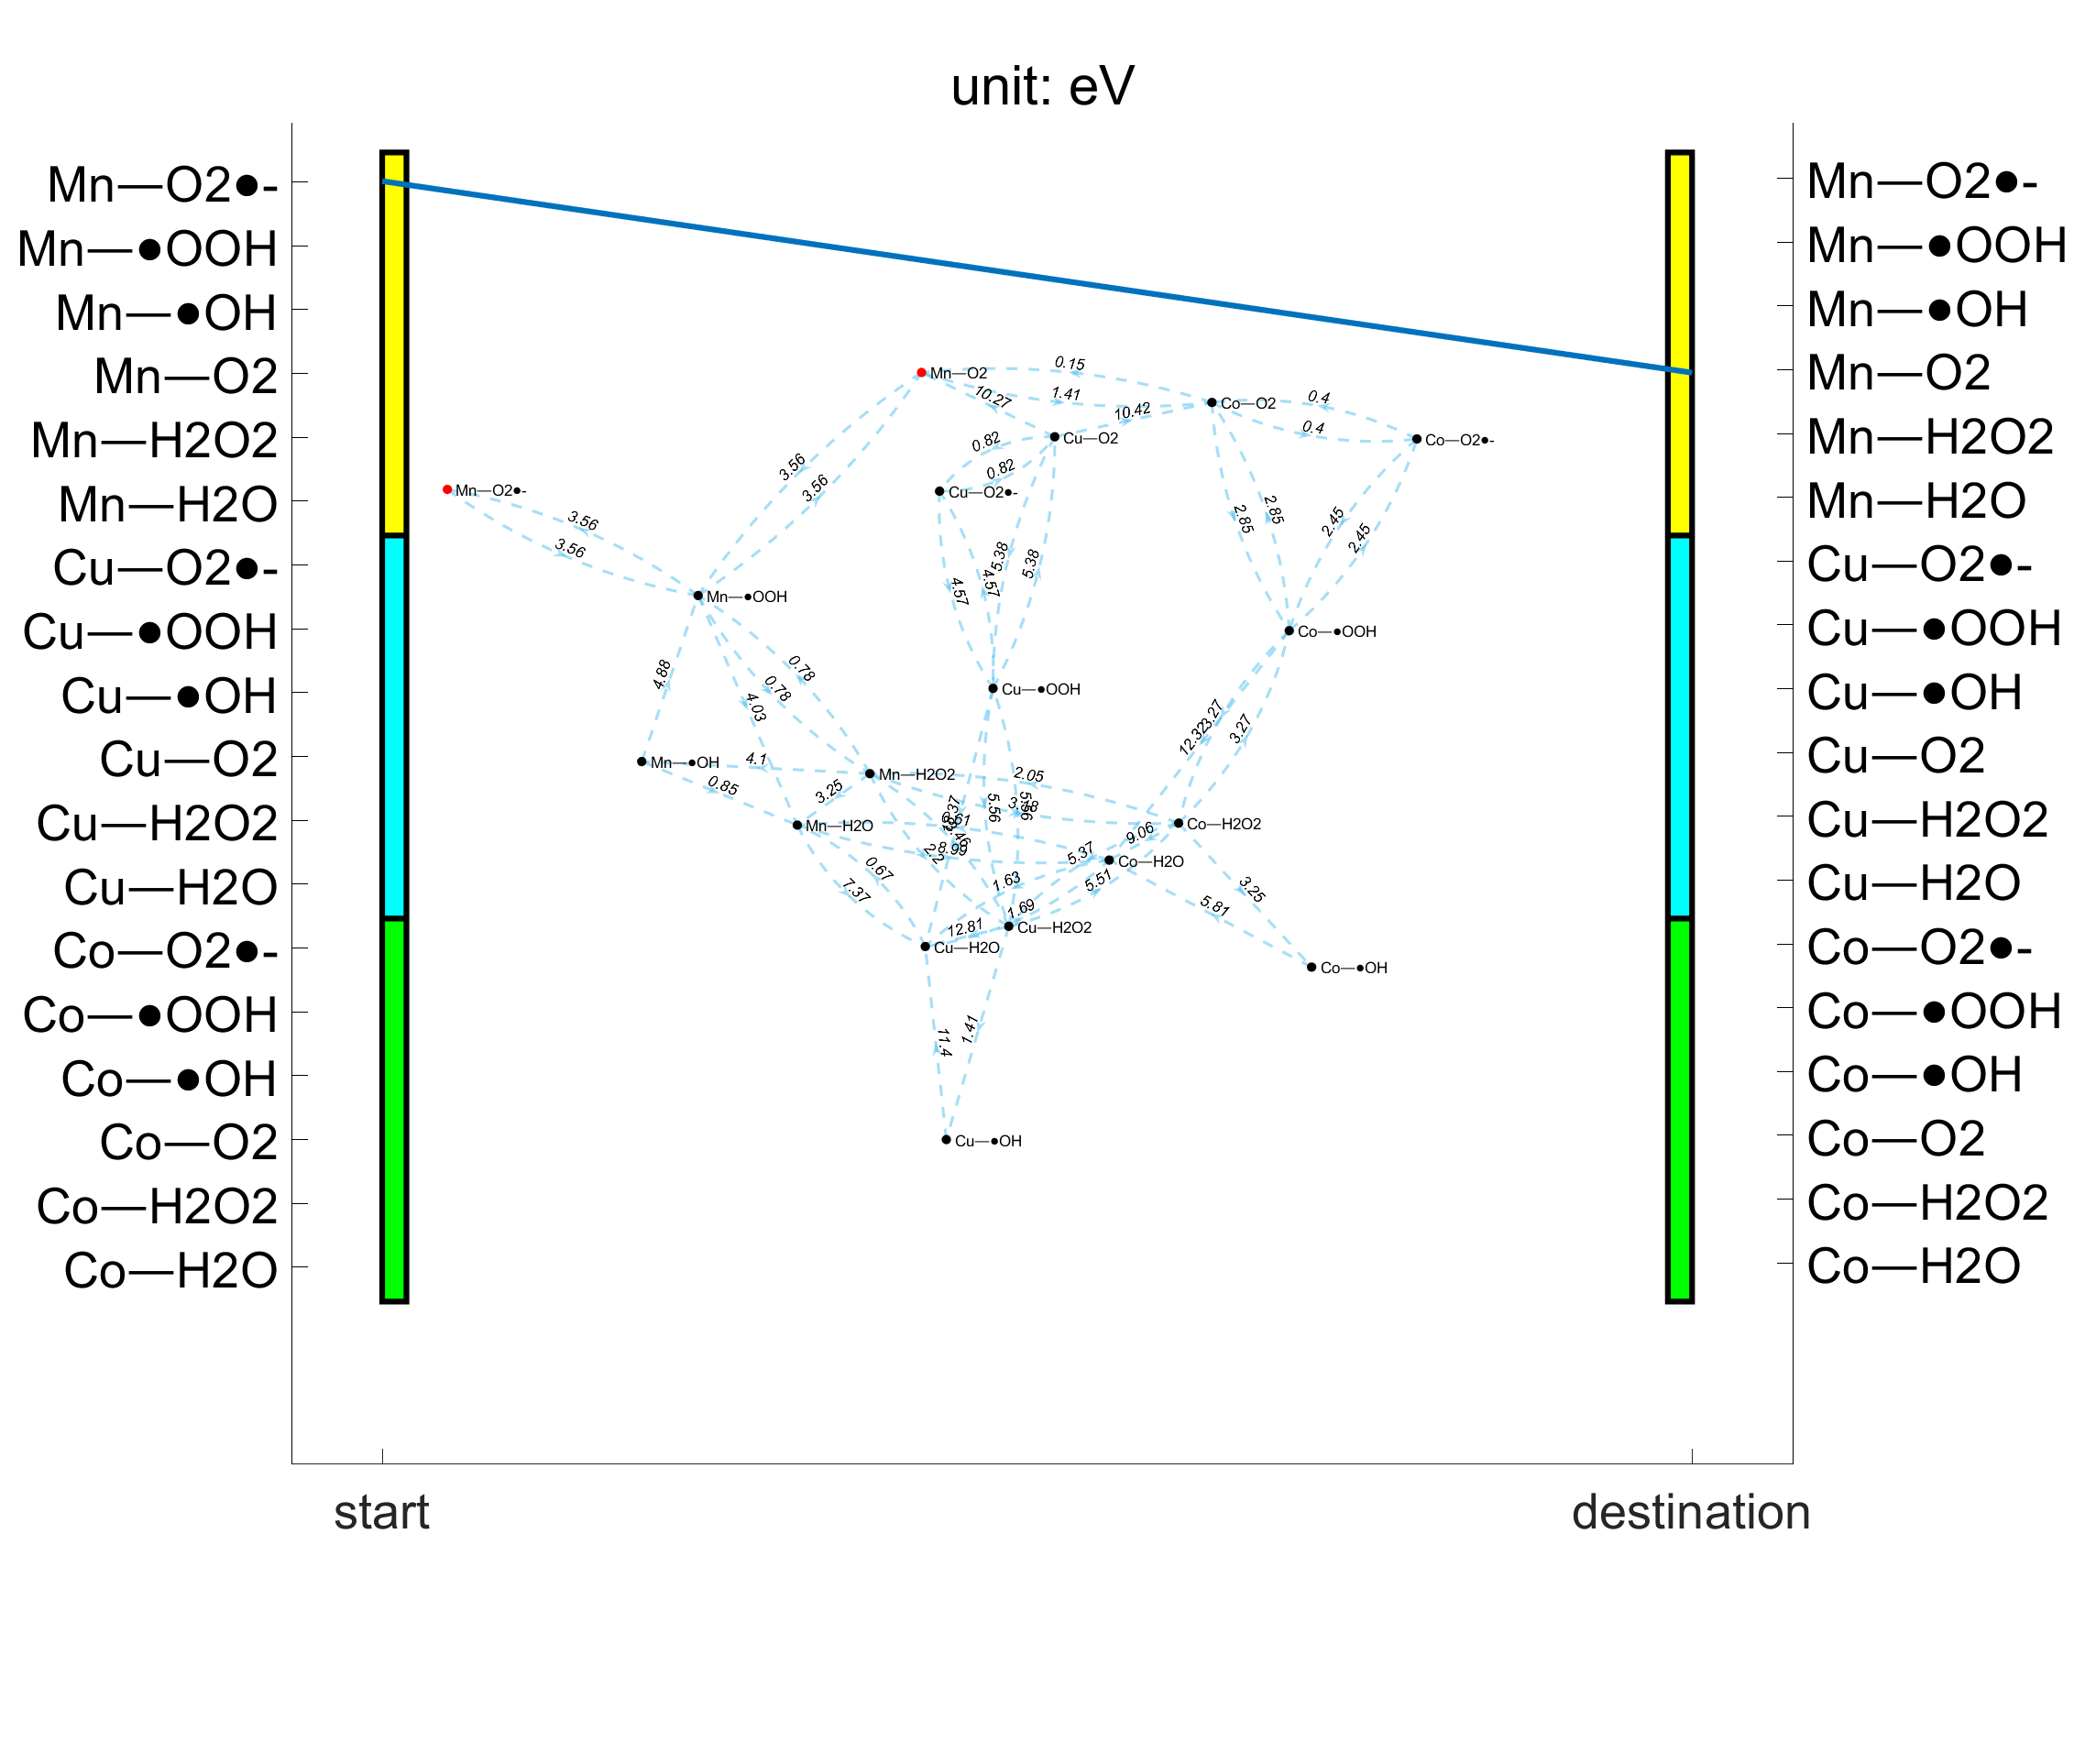 unit: eV
Mn—O2●-
Mn—●OOH
Mn—●OH
Mn—O2
Mn—H2O2
Mn—H2O
Cu—O2●-
Cu—●OOH
Cu—●OH
Cu—O2
Cu—H2O2
Cu—H2O
Co—O2●-
Co—●OOH
Co—●OH
Co—O2
Co—H2O2
Co—H2O
Mn—O2●-
Mn—●OOH
Mn—●OH
Mn—O2
Mn—H2O2
Mn—H2O
Cu—O2●-
Cu—●OOH
Cu—●OH
Cu—O2
Cu—H2O2
Cu—H2O
Co—O2●-
Co—●OOH
Co—●OH
Co—O2
Co—H2O2
Co—H2O
0.15
Mn—O2
10.27
1.41
10.42
Co—O2
0.4
0.4
Cu—O2
Co—O2●-
0.82
0.82
3.56
3.56
Mn—O2●-
Cu—O2●-
3.56
3.56
2.85
2.85
2.45
2.45
5.38
5.38
4.57
4.57
Mn—●OOH
Co—●OOH
4.88
0.78
0.78
4.03
Cu—●OOH
12.32
3.27
3.27
Mn—●OH
4.1
0.85
Mn—H2O2
3.25
2.05
5.56
Mn—H2O
6.61
Co—H2O2
9.06
8.99
2.2
5.37
Co—H2O
0.67
7.37
1.63
5.51
3.25
1.69
5.81
12.81
Cu—H2O2
Cu—H2O
Co—●OH
11.4
1.41
Cu—●OH
start
destination